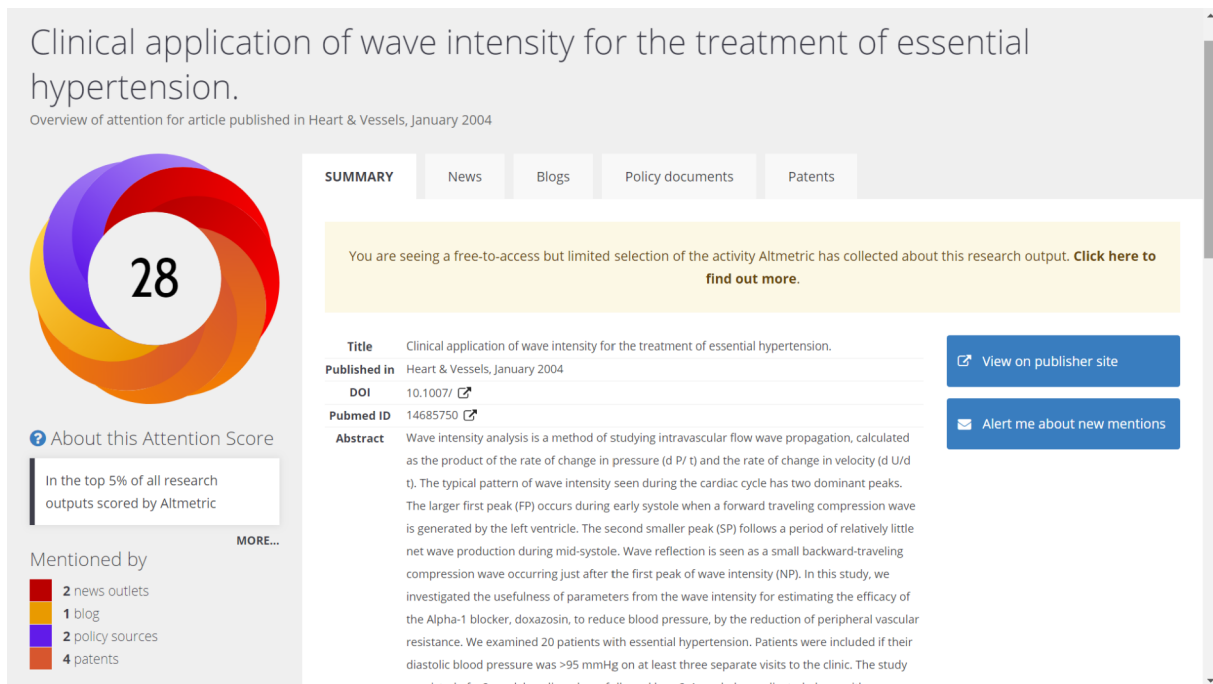 Clinical application of wave intensity for the treatment of essential
hypertension.
Overview of attention for article published in Heart & Vessels, January 2004
28
SUMMARY News Blogs Policy documents Patents
You are seeing a free-to-access but limited selection of the activity Altmetric has collected about this research output. Click here to
find out more.
Title Clinical application of wave intensity for the treatment of essential hypertension.
Published in Heart & Vessels, January 2004
DOI 10.1007/
Pubmed ID 14685750
Abstract Wave intensity analysis is a method of studying intravascular flow wave propagation, calculated
as the product of the rate of change in pressure (d P/ t) and the rate of change in velocity (d U/d
t). The typical pattern of wave intensity seen during the cardiac cycle has two dominant peaks.
The larger first peak (FP) occurs during early systole when a forward traveling compression wave
is generated by the left ventricle. The second smaller peak (SP) follows a period of relatively little
net wave production during mid-systole. Wave reflection is seen as a small backward-traveling
compression wave occurring just after the first peak of wave intensity (NP). In this study, we
investigated the usefulness of parameters from the wave intensity for estimating the efficacy of
the Alpha-1 blocker, doxazosin, to reduce blood pressure, by the reduction of peripheral vascular
resistance. We examined 20 patients with essential hypertension. Patients were included if their
diastolic blood pressure was >95 mmHg on at least three separate visits to the clinic. The study
View on publisher site
Alert me about new mentions
About this Attention Score
In the top 5% of all research
outputs scored by Altmetric
MORE...
Mentioned by
2 news outlets
1 blog
2 policy sources
4 patents